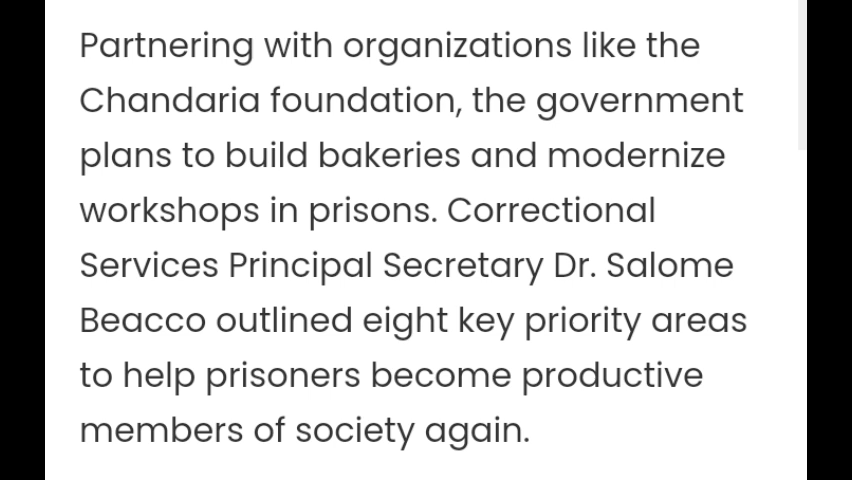 Partnering with organizations like the
Chandaria foundation, the government
plans to build bakeries and modernize
workshops in prisons. Correctional
Services Principal Secretary Dr. Salome
Beacco outlined eight key priority areas
to help prisoners become productive
members of society again.